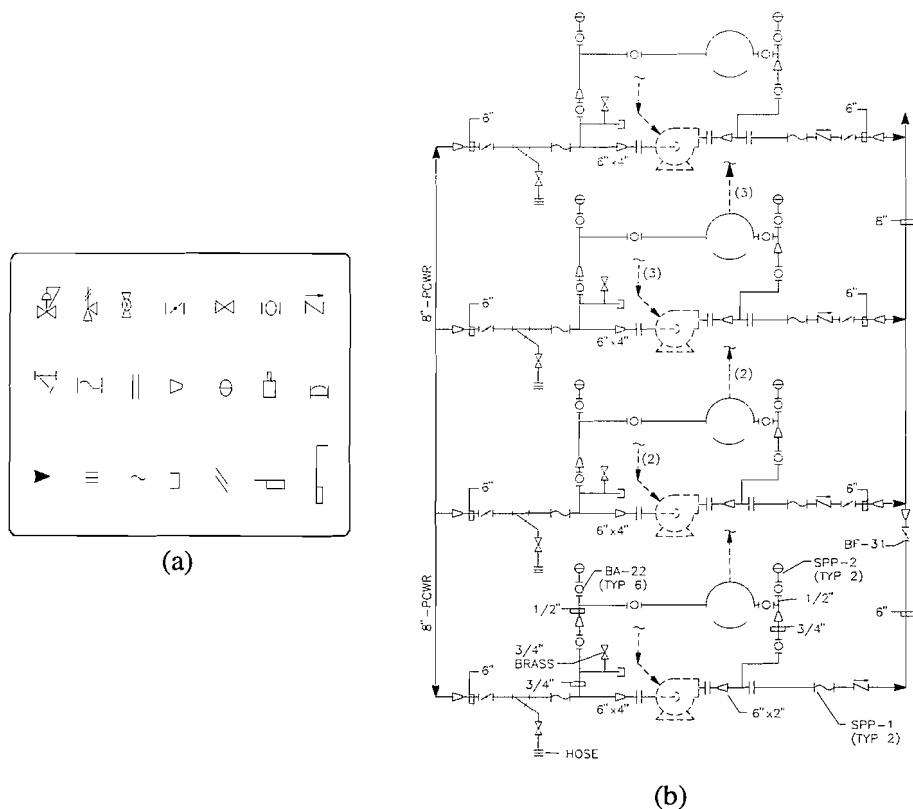 6"
6"
6"x4"
(3)
8"
8"-PCWR
(3)
6"
6"
6"x4"
(2)
(2)
6"
6"
6"x4"
BF-31
(a)
BA-22
(TYP 6)
SPP-2
(TYP 2)
1/2"
1/2"
6"
3/4"
8"-PCWR
3/4"
BRASS
6"
3/4"
6"x4"
6"x2"
SPP-1
(TYP 2)
HOSE
(b)